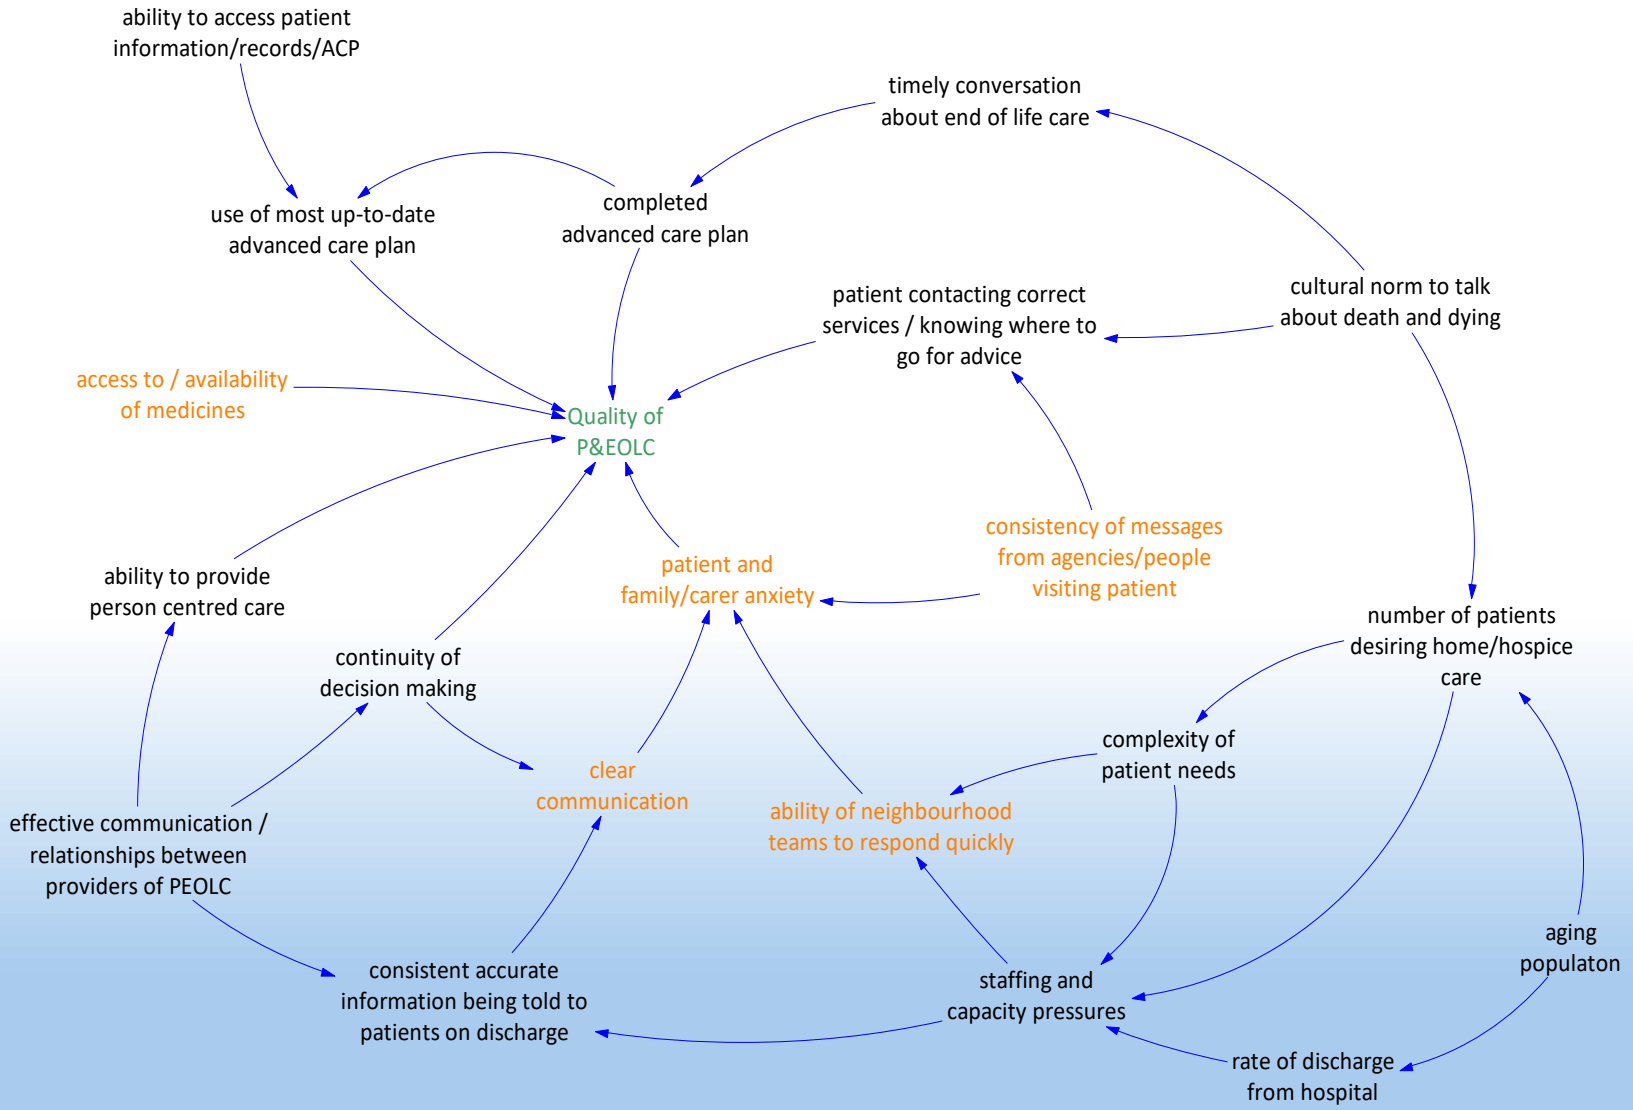 ability to access patient
information/records/ACP
timely conversation
about end of life care
use of most up-to-date
advanced care plan
completed
advanced care plan
cultural norm to talk
about death and dying
patient contacting correct
services / knowing where to
go for advice
access to / availability
of medicines
Quality of
P&EOLC
consistency of messages
from agencies/people
visiting patient
patient and
family/carer anxiety
ability to provide
person centred care
number of patients
desiring home/hospice
care
continuity of
decision making
complexity of
patient needs
clear
communication
ability of neighbourhood
teams to respond quickly
effective communication /
relationships between
providers of PEOLC
aging
populaton
consistent accurate
information being told to
patients on discharge
staffing and
capacity pressures
rate of discharge
from hospital